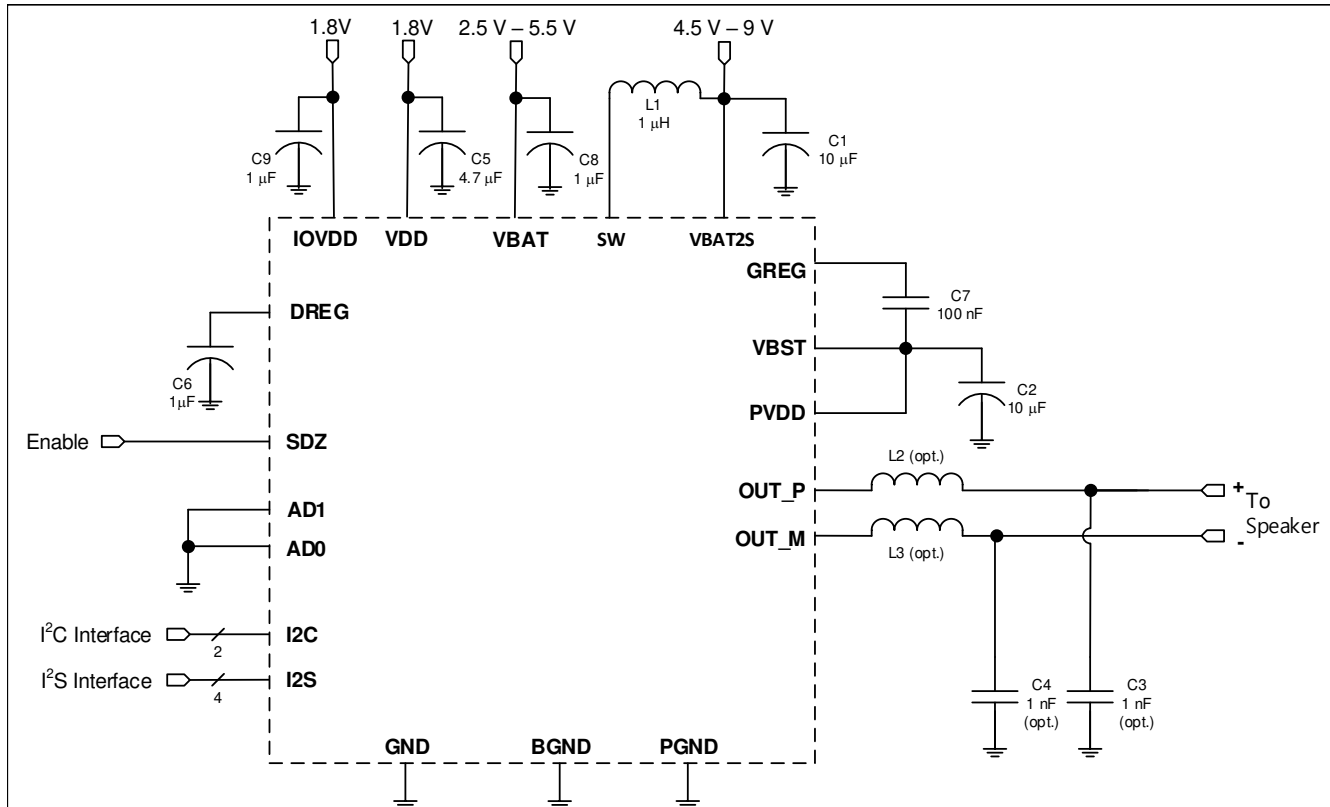 1.8V
1.8V
2.5 V – 5.5 V
4.5 V – 9 V
L1
1 μH
C9
1 μF
C5
4.7 μF
C8
1 μF
C1
10 μF
IOVDD
VDD
VBAT
SW
VBAT2S
GREG
C7
100 nF
DREG
VBST
C6
1μF
C2
10 μF
PVDD
Enable
SDZ
L2 (opt.)
OUT_P
+
To
Speaker
-
AD1
AD0
OUT_M
L3 (opt.)
I²C Interface
2
I2C
I²S Interface
4
I2S
C4
1 nF
(opt.)
C3
1 nF
(opt.)
GND
BGND
PGND